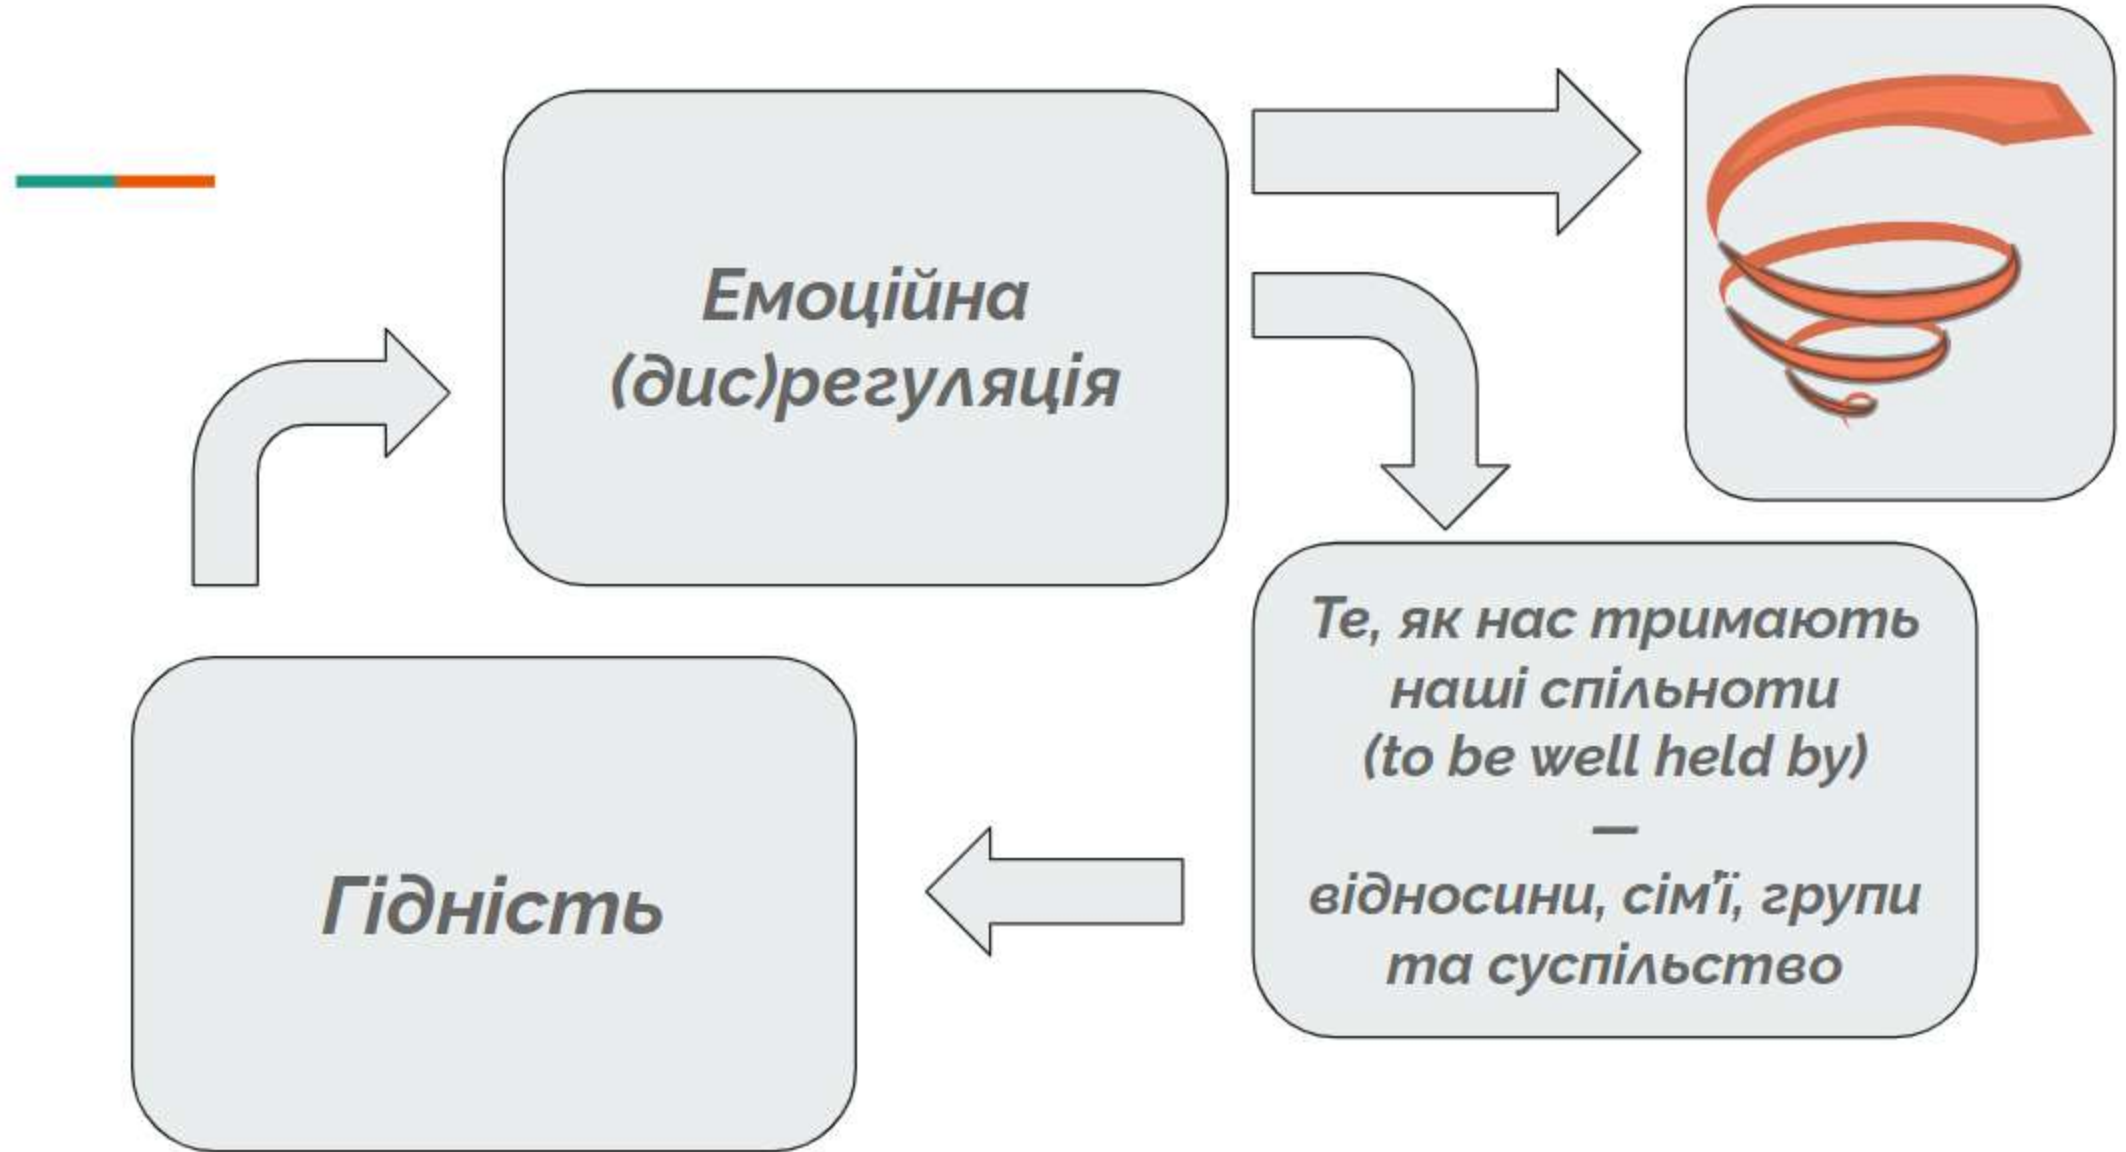 Емоційна
(дис)регуляція
Те, як нас тримають
наші спільноти
(to be well held by)
—
відносини, сім'ї, групи
та суспільство
Гідність